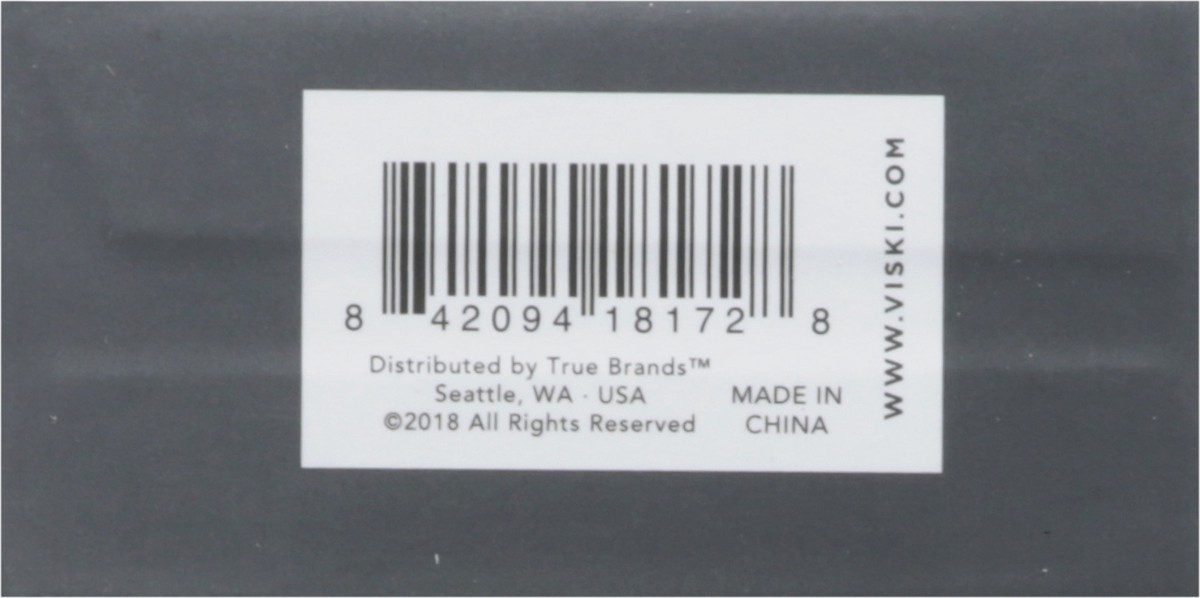 8 42094 18172 8
Distributed by True Brands™
Seattle, WA · USA
©2018 All Rights Reserved
MADE IN
CHINA
WWW.VISKI.COM